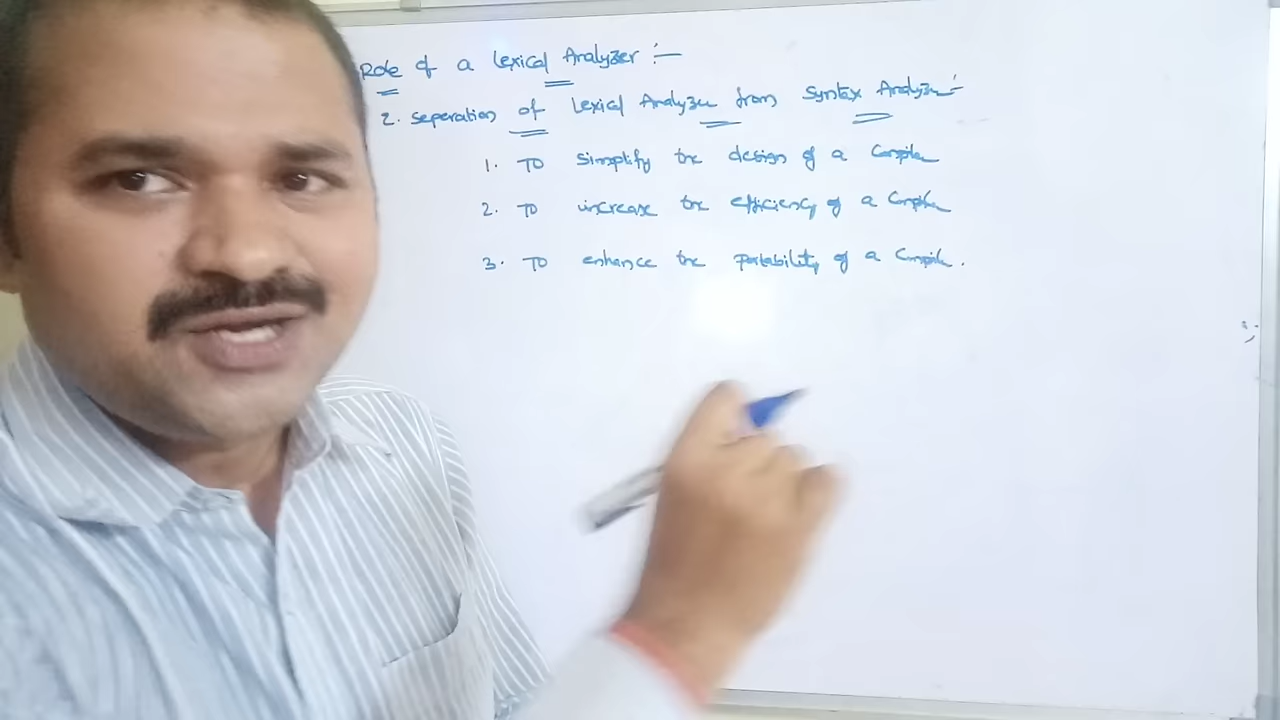 Role of a Lexical Analyzer :-
2. Seperation of Lexical Analyzer from Syntax Analyzer :-
1. To simplify the design of a Compiler
2. To increase the efficiency of a Compiler
3. To enhance the portability of a Compiler.